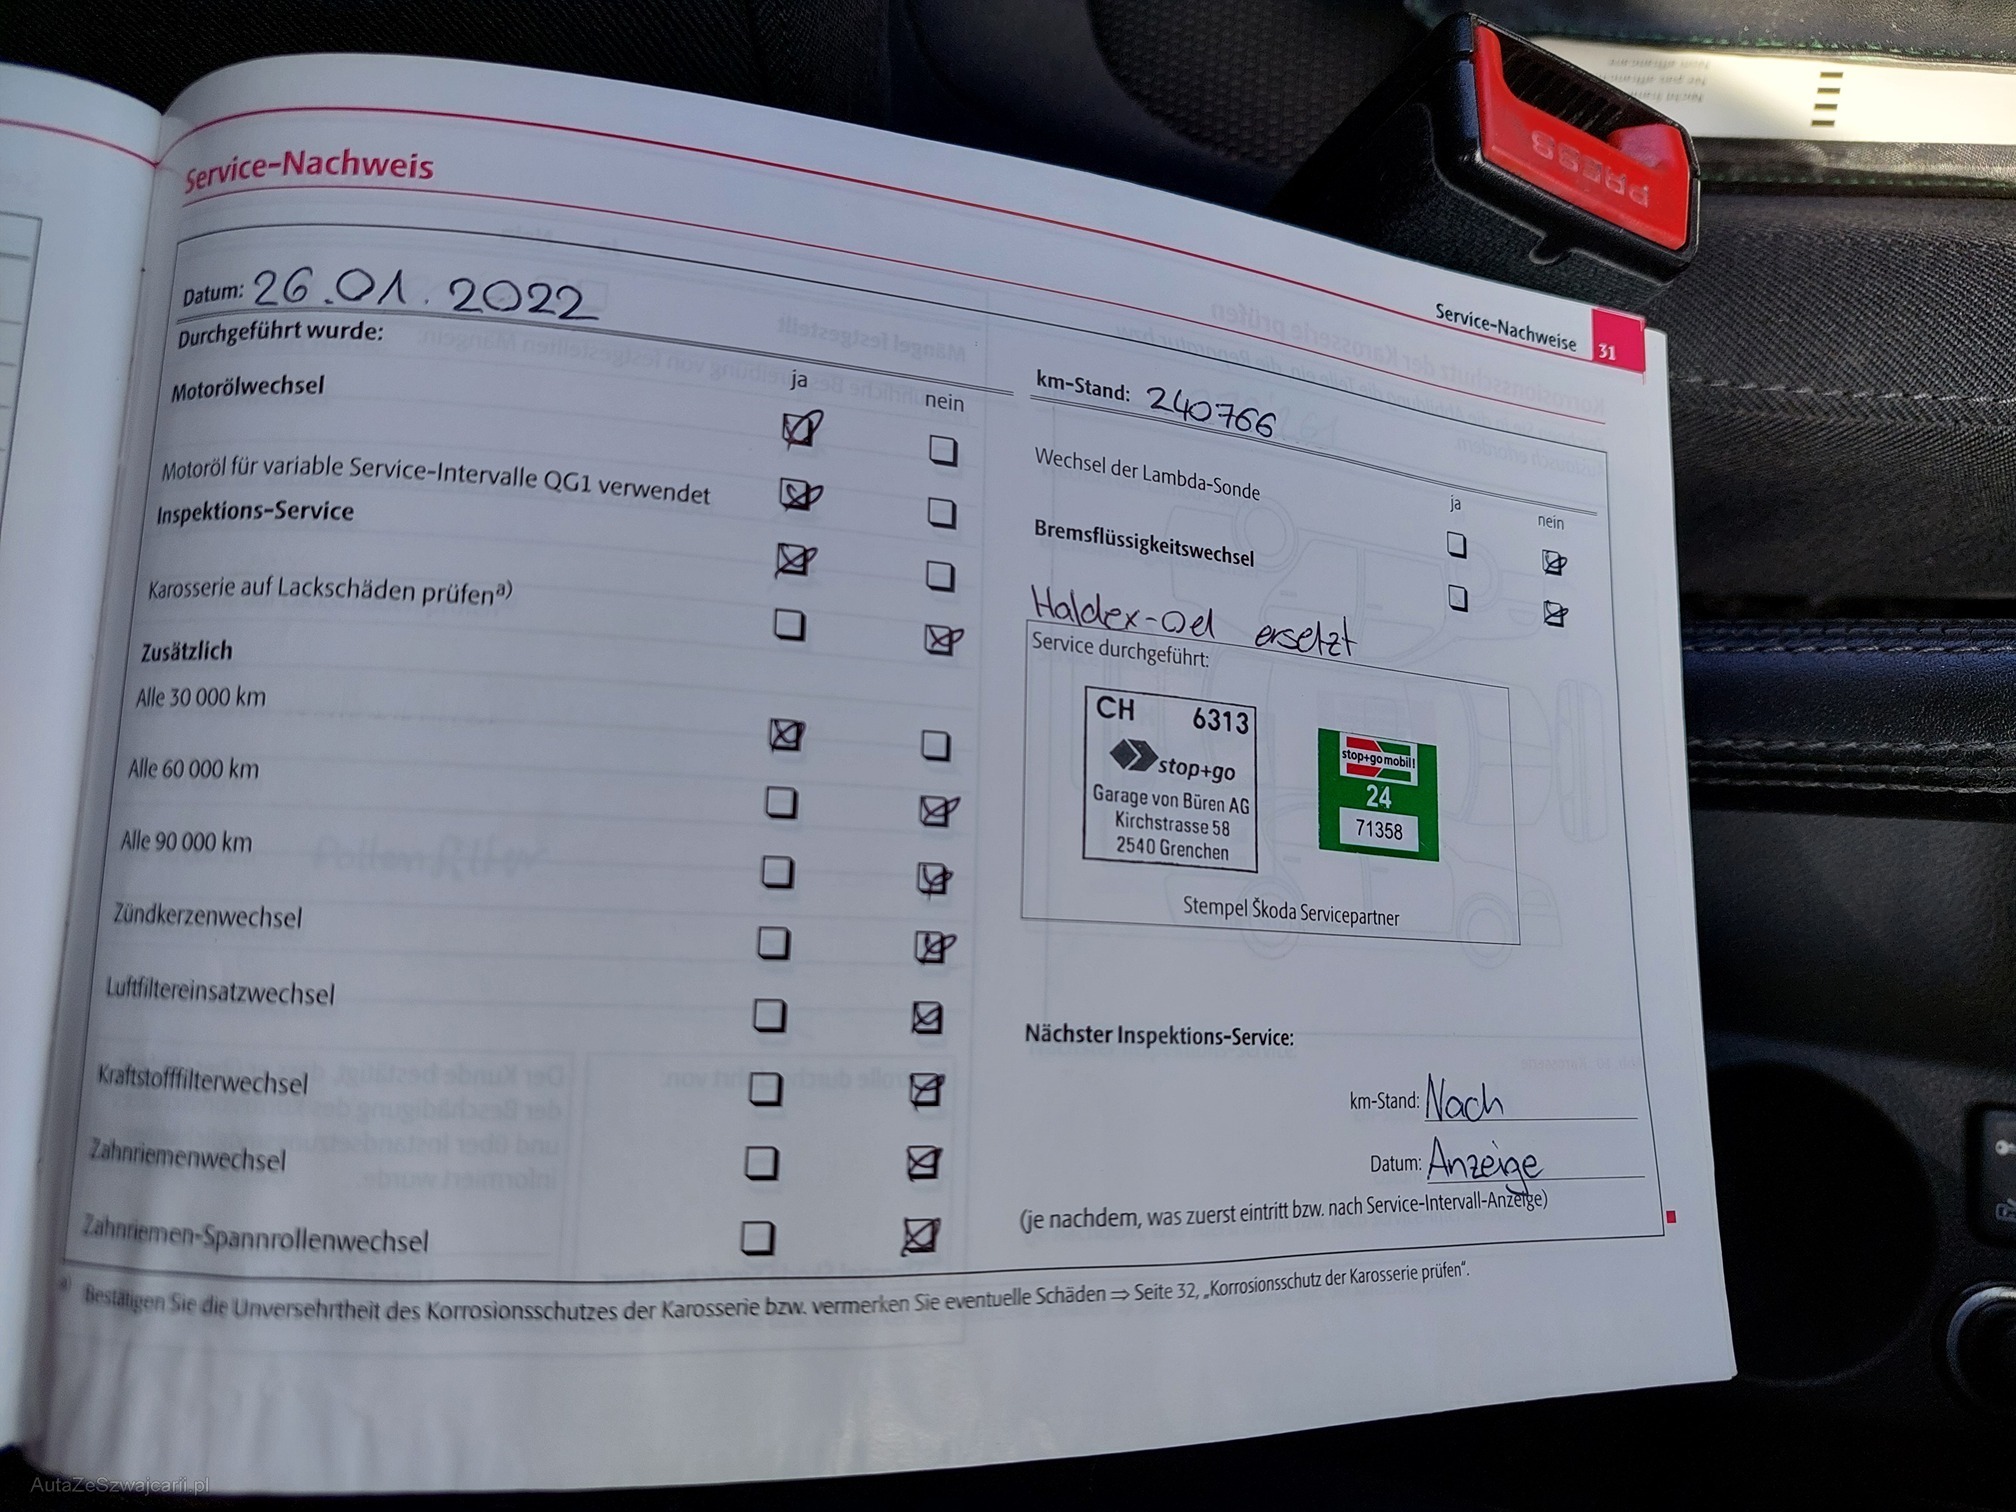 Service-Nachweis
Service-Nachweise 31
Datum: 26.01.2022
km-Stand: 240766
Durchgeführt wurde:
ja nein
Motorölwechsel
Motoröl für variable Service-Intervalle QG1 verwendet
Inspektions-Service
Karosserie auf Lackschäden prüfen a)
Zusätzlich
Alle 30 000 km
Alle 60 000 km
Alle 90 000 km
Zündkerzenwechsel
Luftfiltereinsatzwechsel
Kraftstofffilterwechsel
Zahnriemenwechsel
Zahnriemen-Spannrollenwechsel
ja nein
Wechsel der Lambda-Sonde
Bremsflüssigkeitswechsel
Haldex-Oel ersetzt
Service durchgeführt:
CH 6313
stop+go
Garage von Büren AG
Kirchstrasse 58
2540 Grenchen
stop+go mobil!
24
71358
Stempel Škoda Servicepartner
Nächster Inspektions-Service:
km-Stand: Nach
Datum: Anzeige
(je nachdem, was zuerst eintritt bzw. nach Service-Intervall-Anzeige)
a) Bestätigen Sie die Unversehrtheit des Korrosionsschutzes der Karosserie bzw. vermerken Sie eventuelle Schäden ⇒ Seite 32, „Korrosionsschutz der Karosserie prüfen“.
PRESS
AutaZeSzwajcarii.pl